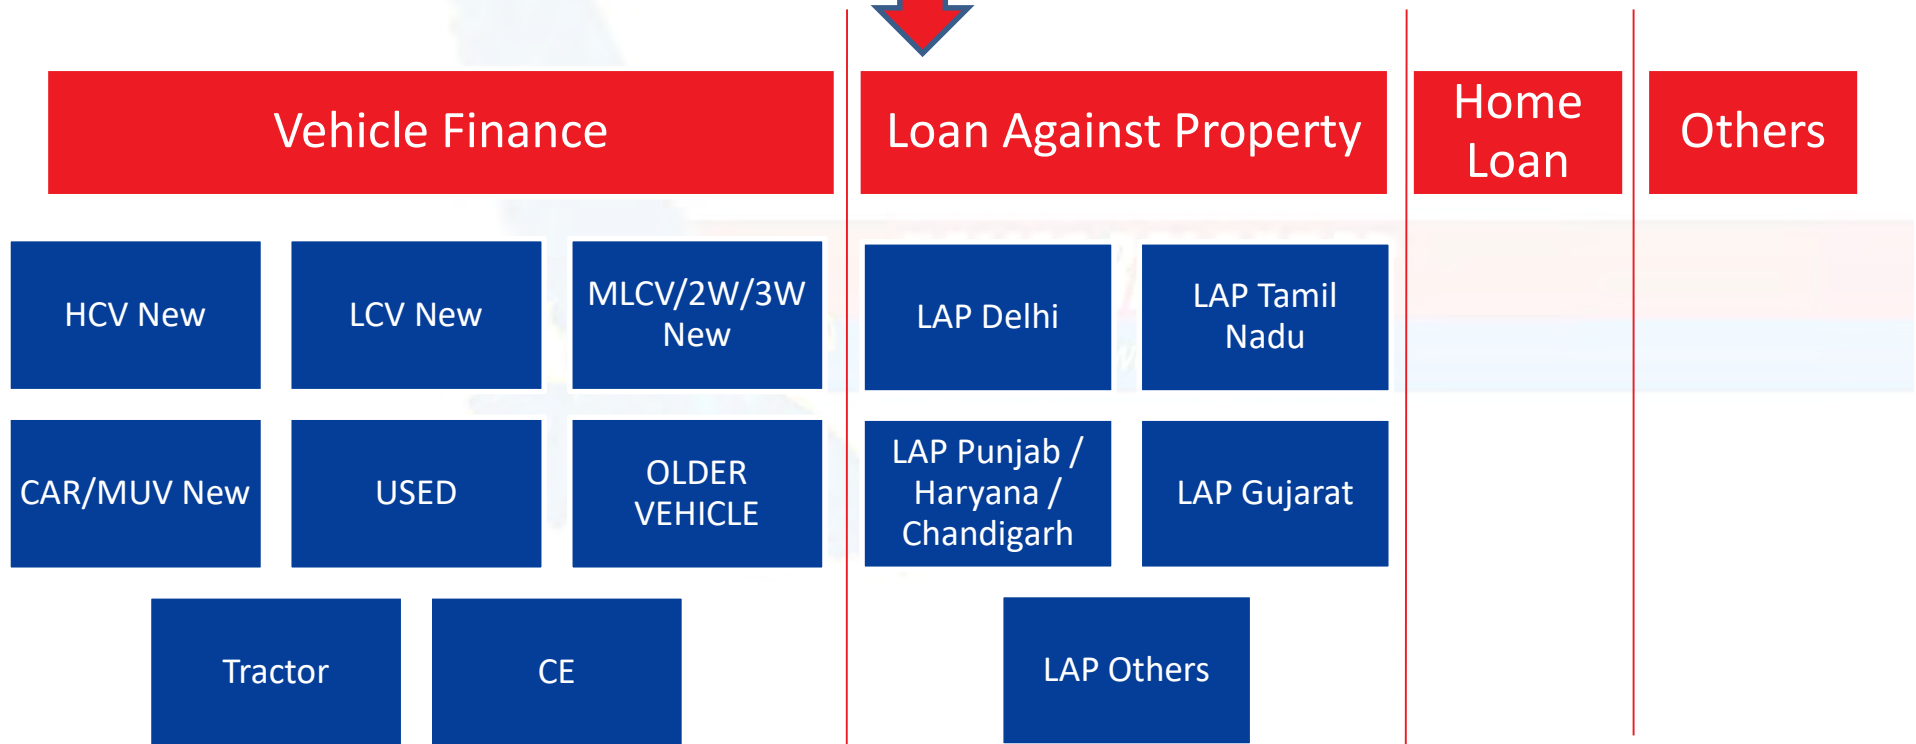 Vehicle Finance
Loan Against Property
Home
Loan
Others
HCV New
LCV New
MLCV/2W/3W
New
LAP Delhi
LAP Tamil
Nadu
CAR/MUV New
USED
OLDER
VEHICLE
LAP Punjab /
Haryana /
Chandigarh
LAP Gujarat
Tractor
CE
LAP Others